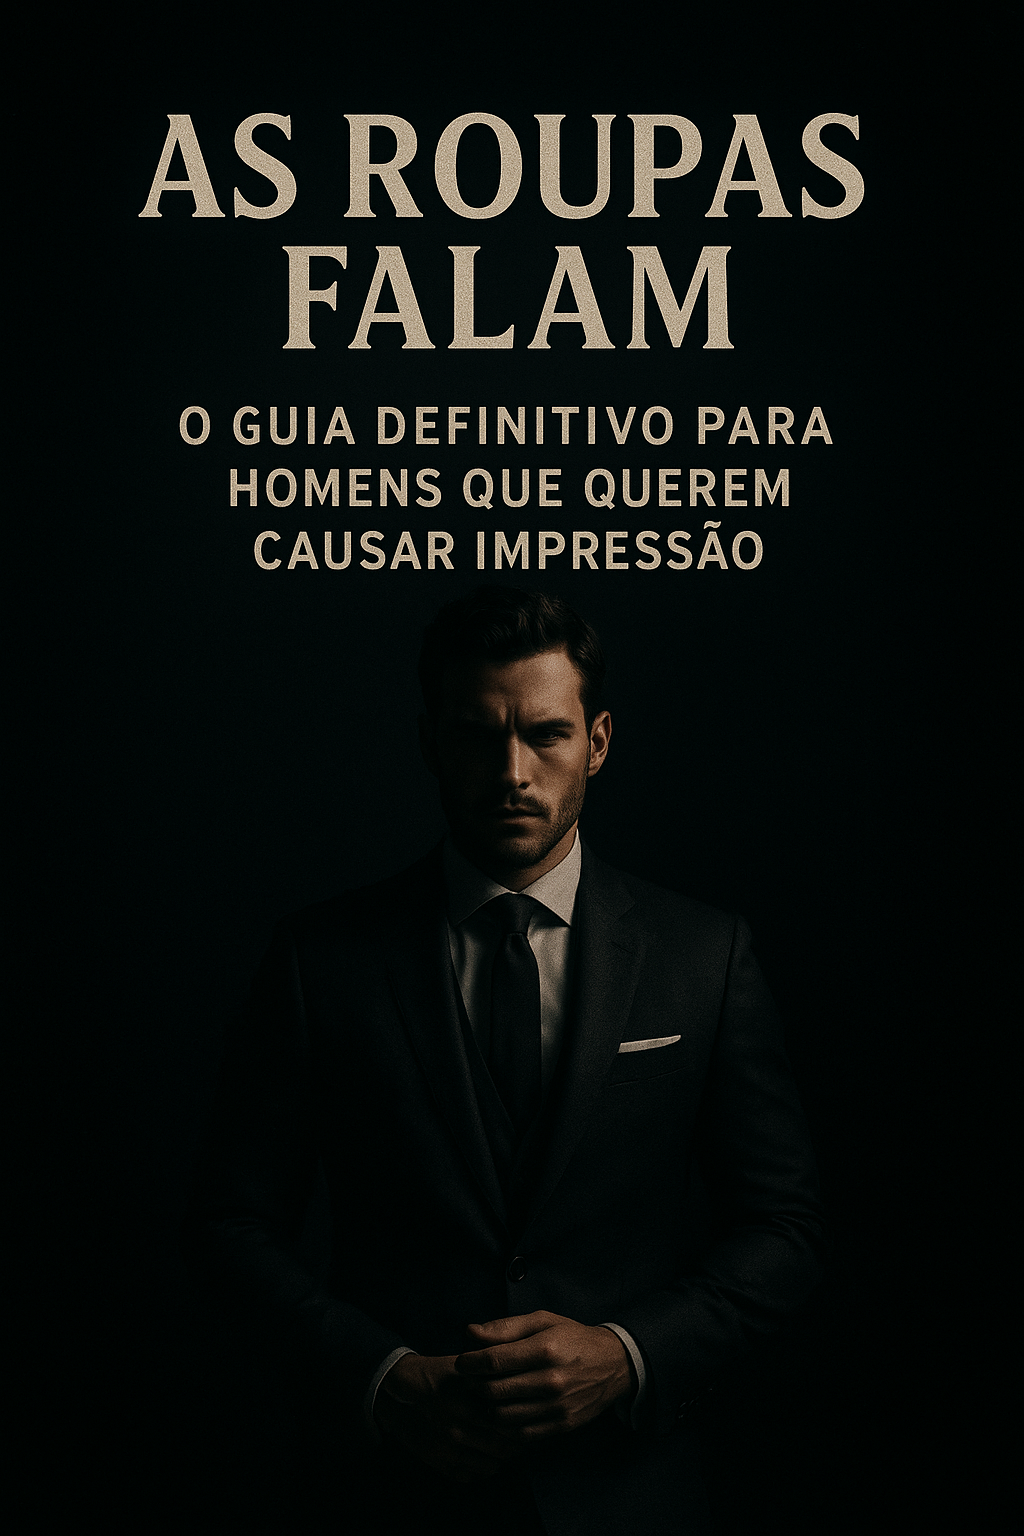 AS ROUPAS
FALAM
O GUIA DEFINITIVO PARA
HOMENS QUE QUEREM
CAUSAR IMPRESSÃO